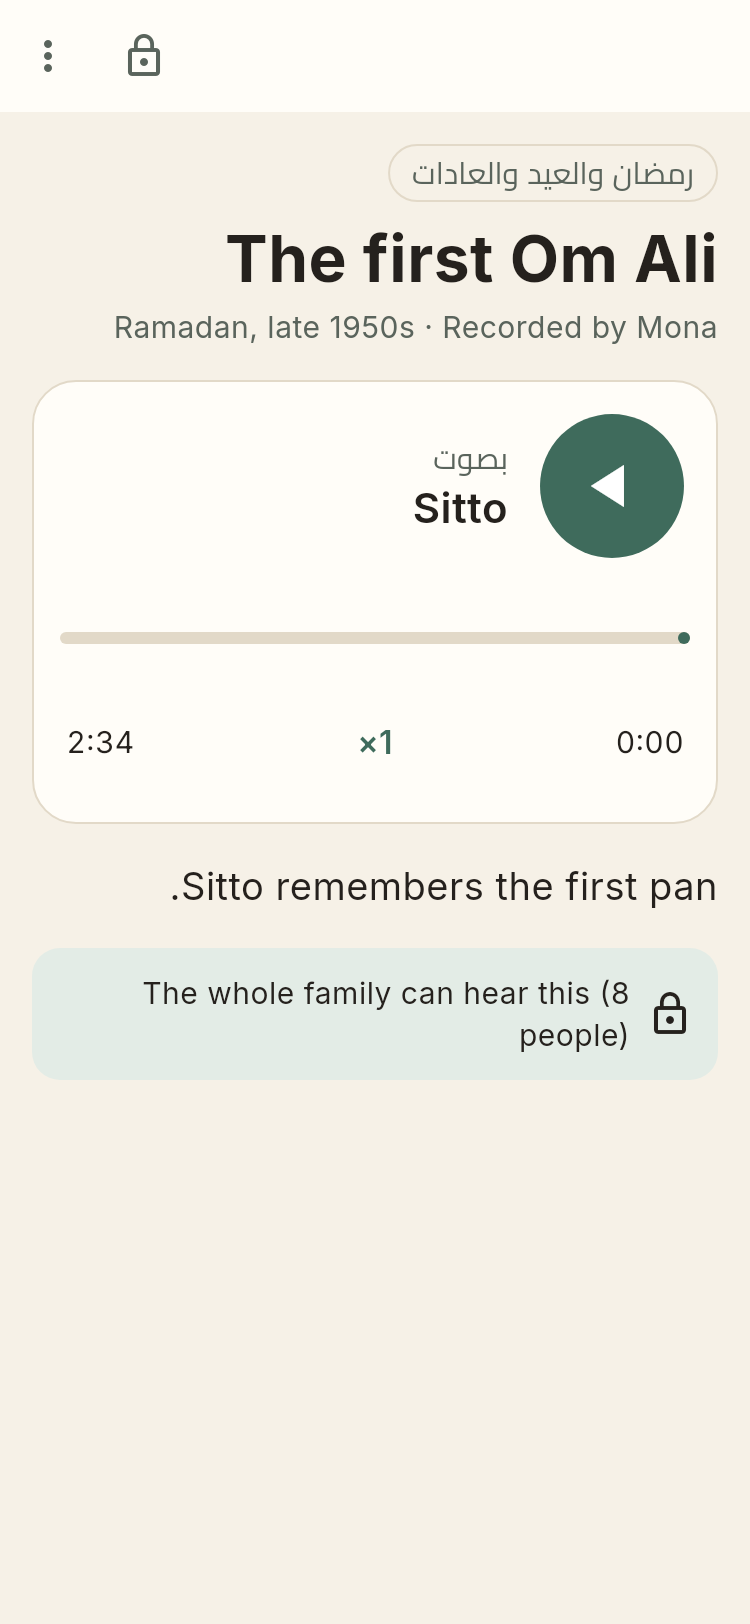 رمضان والعيد والعادات
The first Om Ali
Ramadan, late 1950s · Recorded by Mona
بصوت
Sitto
0:00
×1
2:34
.Sitto remembers the first pan
The whole family can hear this (8
people)